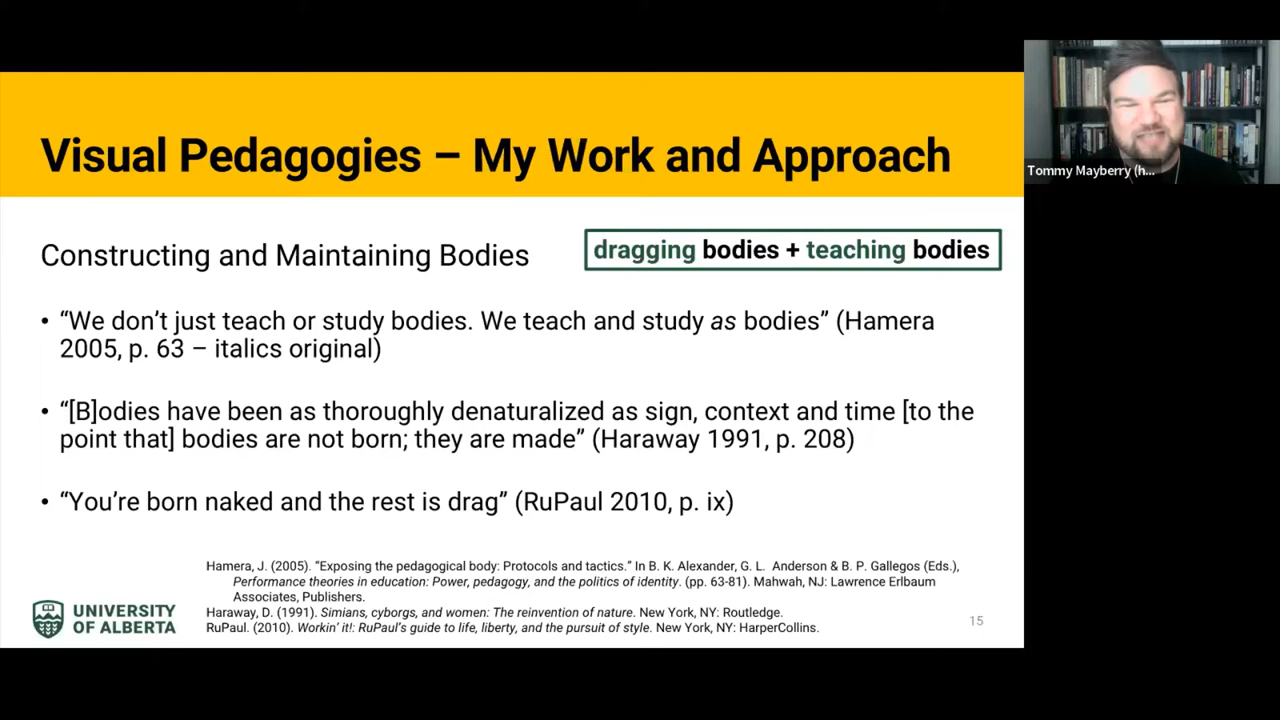 Visual Pedagogies – My Work and Approach
Tommy Mayberry (h...
Constructing and Maintaining Bodies
dragging bodies + teaching bodies
• “We don’t just teach or study bodies. We teach and study as bodies” (Hamera
2005, p. 63 – italics original)
• “[B]odies have been as thoroughly denaturalized as sign, context and time [to the
point that] bodies are not born; they are made” (Haraway 1991, p. 208)
• “You’re born naked and the rest is drag” (RuPaul 2010, p. ix)
Hamera, J. (2005). “Exposing the pedagogical body: Protocols and tactics.” In B. K. Alexander, G. L. Anderson & B. P. Gallegos (Eds.),
Performance theories in education: Power, pedagogy, and the politics of identity. (pp. 63-81). Mahwah, NJ: Lawrence Erlbaum
Associates, Publishers.
Haraway, D. (1991). Simians, cyborgs, and women: The reinvention of nature. New York, NY: Routledge.
RuPaul. (2010). Workin’ it!: RuPaul’s guide to life, liberty, and the pursuit of style. New York, NY: HarperCollins.
UNIVERSITY
OF ALBERTA
15